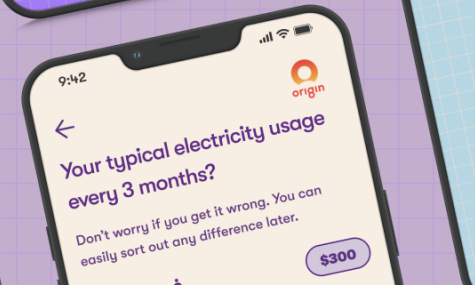 9:42
origin
Your typical electricity usage
every 3 months?
Don't worry if you get it wrong. You can
easily sort out any difference later.
$300